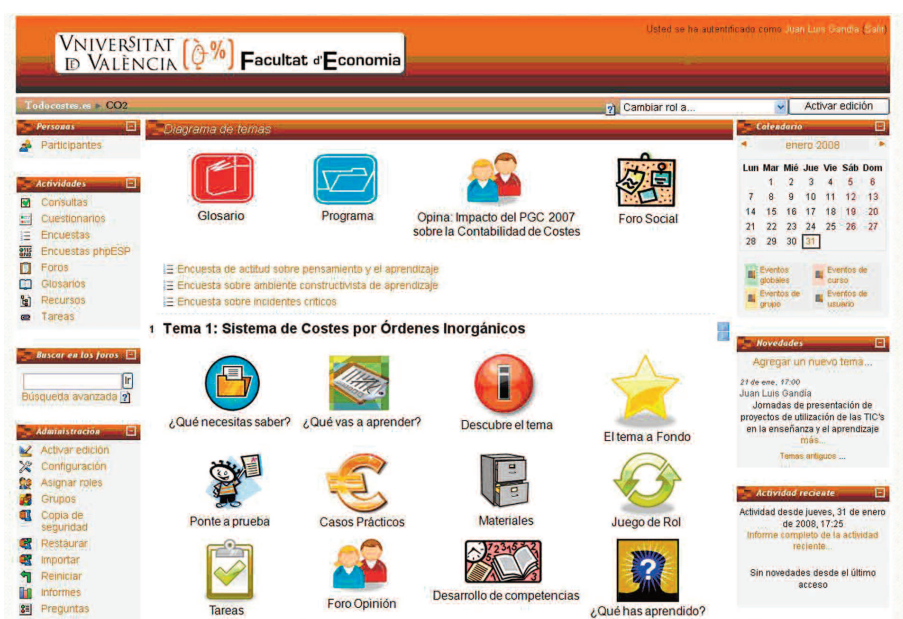 Usted se ha autentificado como Juan Luis Gandía (Salir)
VNIVERSITAT
ID VALÈNCIA
Facultat d'Economia
Todocostes.es ► CO2
Cambiar rol a...
Activar edición
Personas
Participantes
Actividades
Consultas
Cuestionarios
Encuestas
Encuestas phpESP
Foros
Glosarios
Recursos
Tareas
Buscar en los foros
Ir
Búsqueda avanzada
Administración
Activar edición
Configuración
Asignar roles
Grupos
Copia de
seguridad
Restaurar
Importar
Reiniciar
Informes
Preguntas
Diagrama de temas
Glosario
Programa
Opina: Impacto del PGC 2007
sobre la Contabilidad de Costes
Foro Social
Encuesta de actitud sobre pensamiento y el aprendizaje
Encuesta sobre ambiente constructivista de aprendizaje
Encuesta sobre incidentes críticos
1 Tema 1: Sistema de Costes por Órdenes Inorgánicos
¿Qué necesitas saber?
¿Qué vas a aprender?
Descubre el tema
El tema a Fondo
Ponte a prueba
Casos Prácticos
Materiales
Juego de Rol
Tareas
Foro Opinión
Desarrollo de competencias
¿Qué has aprendido?
Calendario
enero 2008
Lun Mar Mié Jue Vie Sáb Dom
1 2 3 4 5 6
7 8 9 10 11 12 13
14 15 16 17 18 19 20
21 22 23 24 25 26 27
28 29 30 31
Eventos globales
Eventos de curso
Eventos de grupo
Eventos de usuario
Novedades
Agregar un nuevo tema...
21 de ene, 17:00
Juan Luis Gandía
Jornadas de presentación de
proyectos de utilización de las TIC's
en la enseñanza y el aprendizaje
más...
Temas antiguos ...
Actividad reciente
Actividad desde jueves, 31 de enero
de 2008, 17:25
Informe completo de la actividad
reciente...
Sin novedades desde el último
acceso